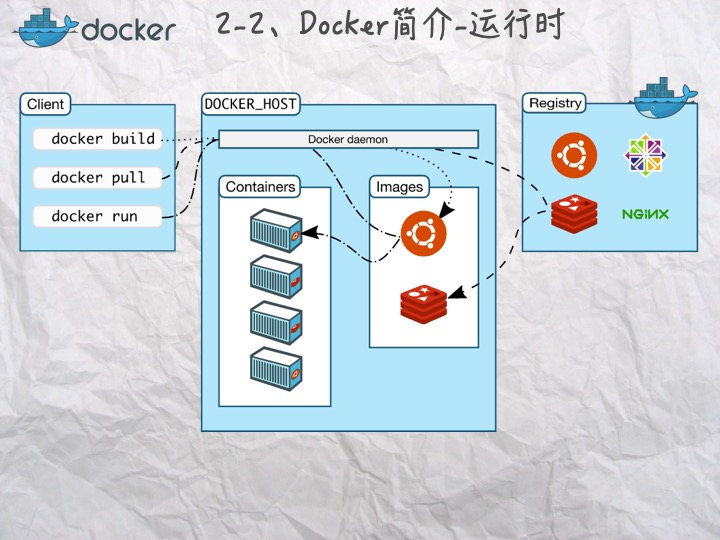 docker
2-2、Docker简介-运行时
Client
docker build
docker pull
docker run
DOCKER_HOST
Docker daemon
Containers
Images
Registry
NGINX